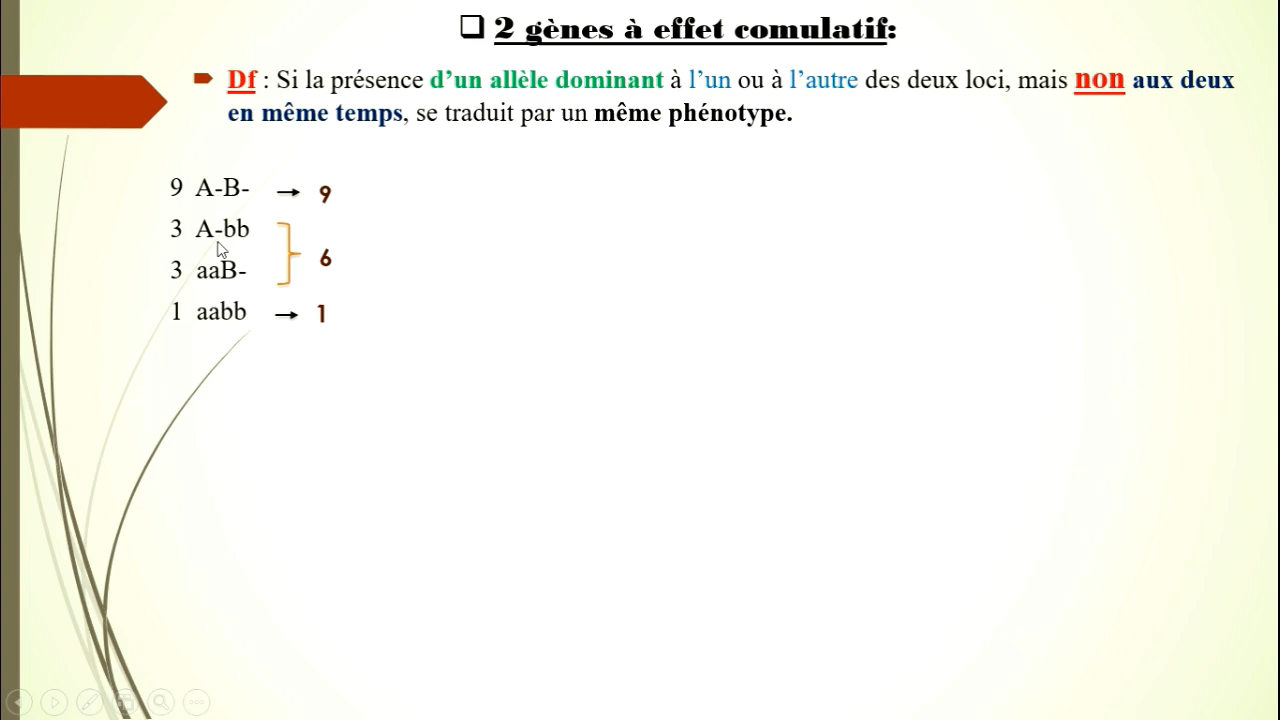 ❑ 2 gènes à effet comulatif:
Df : Si la présence d’un allèle dominant à l’un ou à l’autre des deux loci, mais non aux deux
en même temps, se traduit par un même phénotype.
9 A-B- → 9
3 A-bb
6
3 aaB-
1 aabb → 1